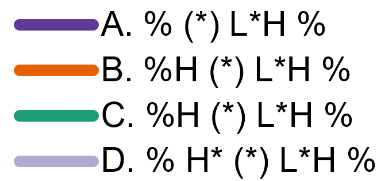 A. % (*) L*H %
B. %H (*) L*H %
C. %H (*) L*H %
D. % H* (*) L*H %